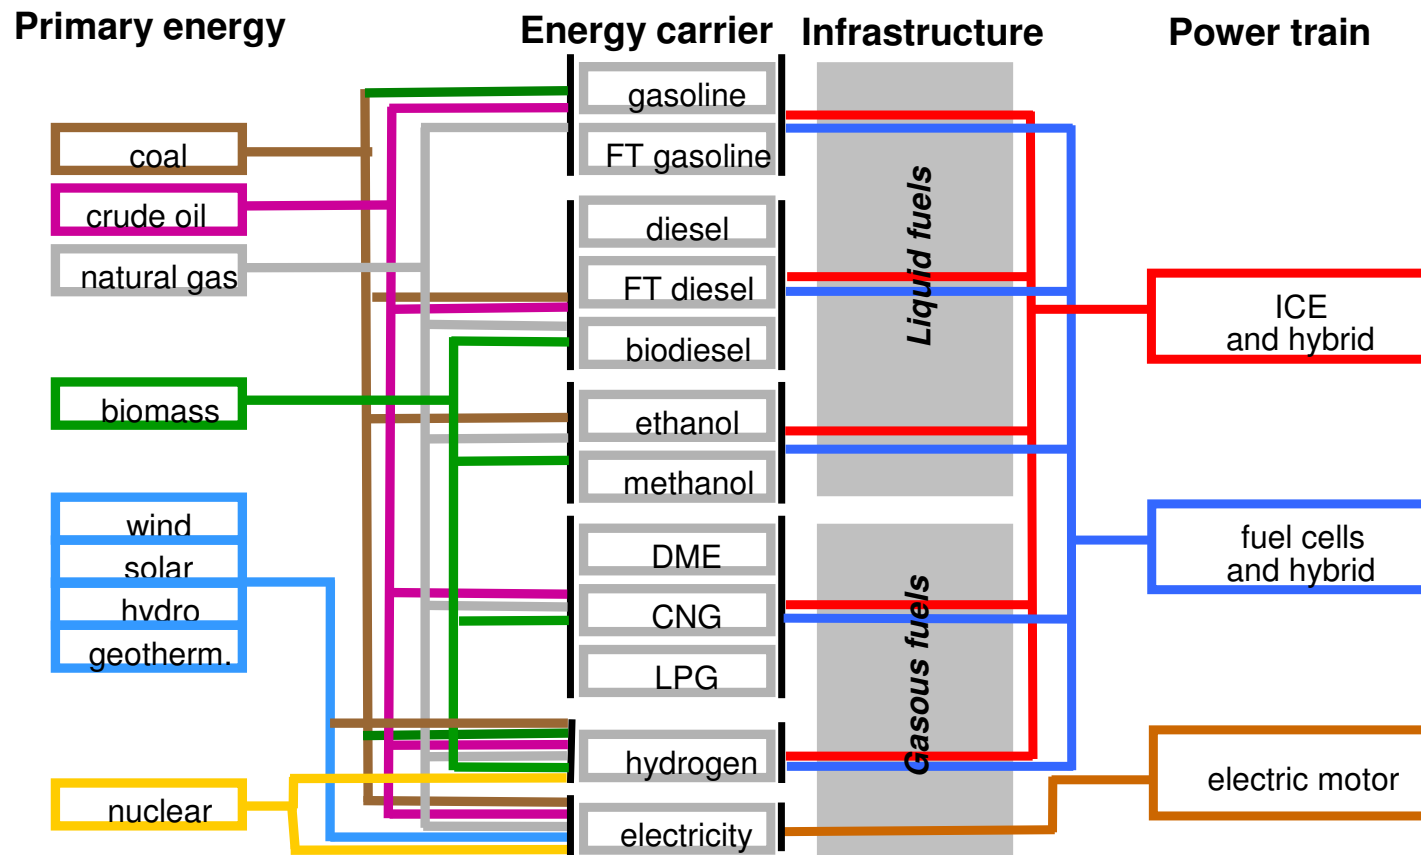 Primary energy
Energy carrier
Infrastructure
Power train
coal
crude oil
natural gas
biomass
wind
solar
hydro
geotherm.
nuclear
gasoline
FT gasoline
diesel
FT diesel
biodiesel
ethanol
methanol
DME
CNG
LPG
hydrogen
electricity
Liquid fuels
Gasous fuels
ICE
and hybrid
fuel cells
and hybrid
electric motor